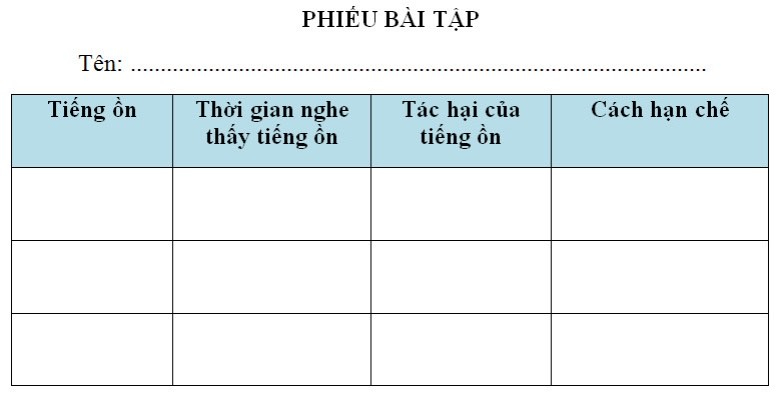 PHIẾU BÀI TẬP
Tên: ................................................................................................
Tiếng ồn
Thời gian nghe
thấy tiếng ồn
Tác hại của
tiếng ồn
Cách hạn chế